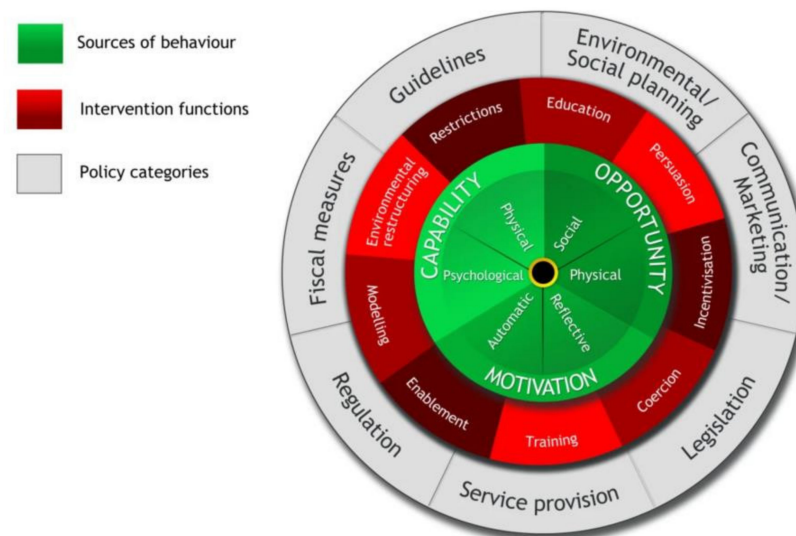 Sources of behaviour
Intervention functions
Policy categories
Guidelines
Environmental/
Social planning
Communication/
Marketing
Legislation
Service provision
Regulation
Fiscal measures
Restrictions
Education
Persuasion
Incentivisation
Coercion
Training
Enablement
Modelling
Environmental
restructuring
CAPABILITY
OPPORTUNITY
MOTIVATION
Physical
Social
Physical
Reflective
Automatic
Psychological